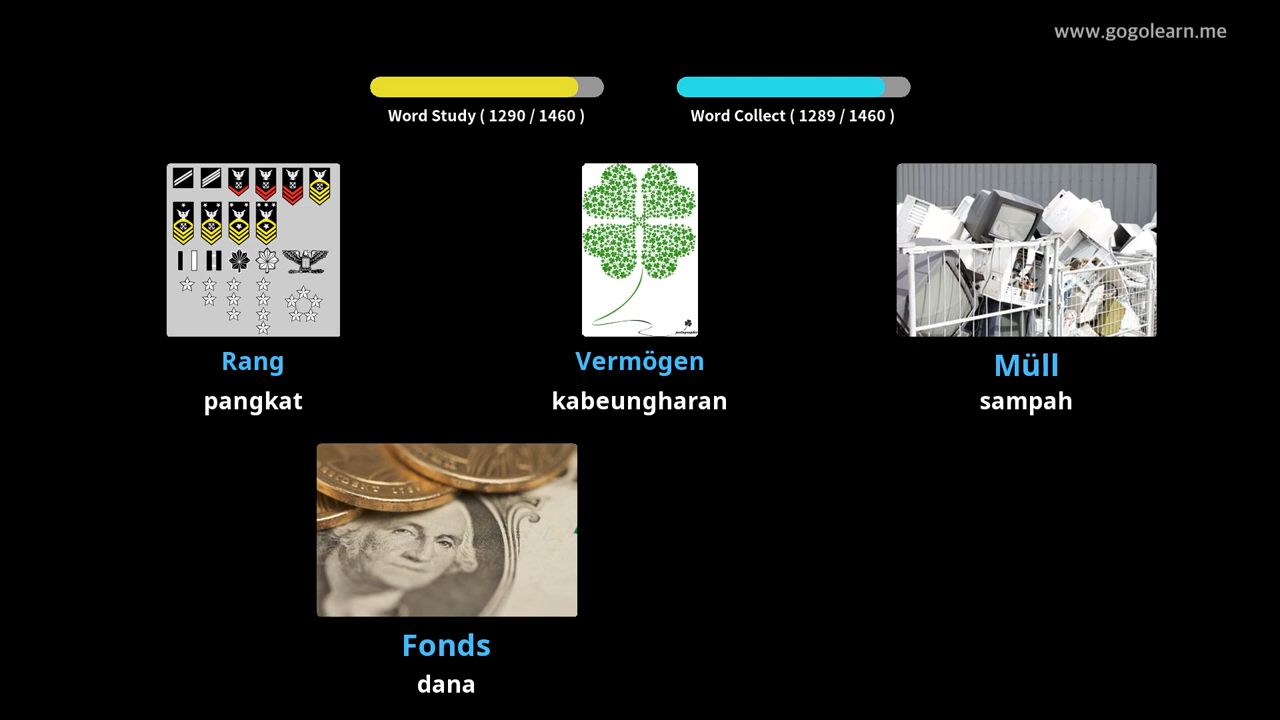 www.gogolearn.me
Word Study ( 1290 / 1460 )
Word Collect ( 1289 / 1460 )
Rang
Vermögen
Müll
pangkat
kabeungharan
sampah
Fonds
dana